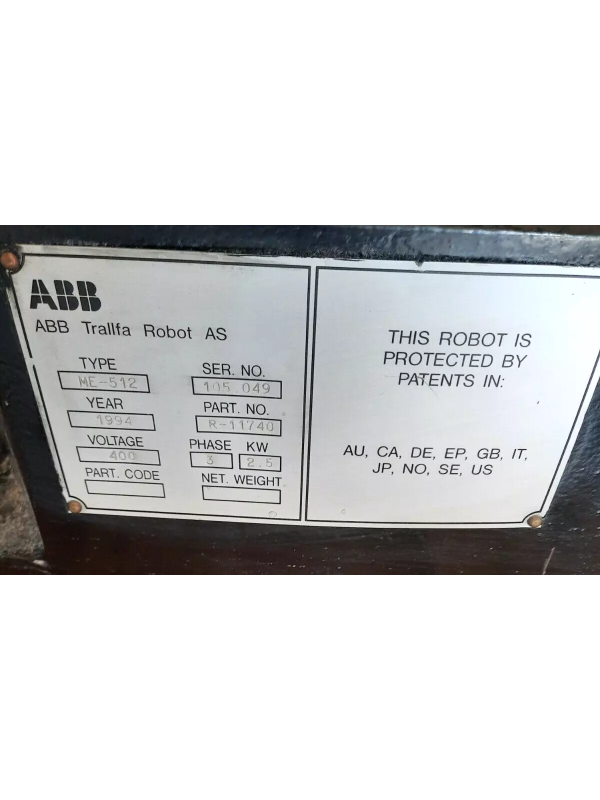 ABB
ABB Trallfa Robot AS
TYPE
ME-512
SER. NO.
105 049
YEAR
1994
PART. NO.
R-11740
VOLTAGE
400
PHASE
3
KW
2.5
PART. CODE
NET. WEIGHT
THIS ROBOT IS
PROTECTED BY
PATENTS IN:
AU, CA, DE, EP, GB, IT,
JP, NO, SE, US